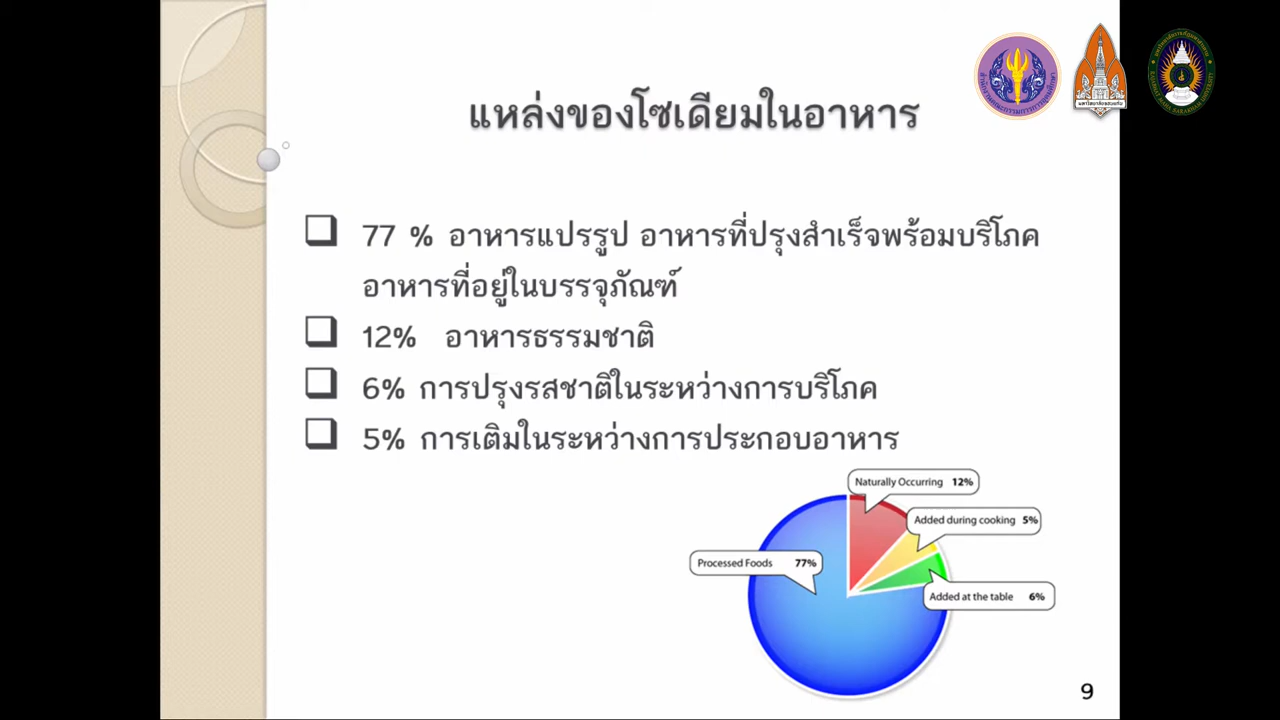 แหล่งของโซเดียมในอาหาร
77 % อาหารแปรรูป อาหารที่ปรุงสำเร็จพร้อมบริโภค
อาหารที่อยู่ในบรรจุภัณฑ์
12% อาหารธรรมชาติ
6% การปรุงรสชาติในระหว่างการบริโภค
5% การเติมในระหว่างการประกอบอาหาร
Naturally Occurring 12%
Added during cooking 5%
Processed Foods 77%
Added at the table 6%
9